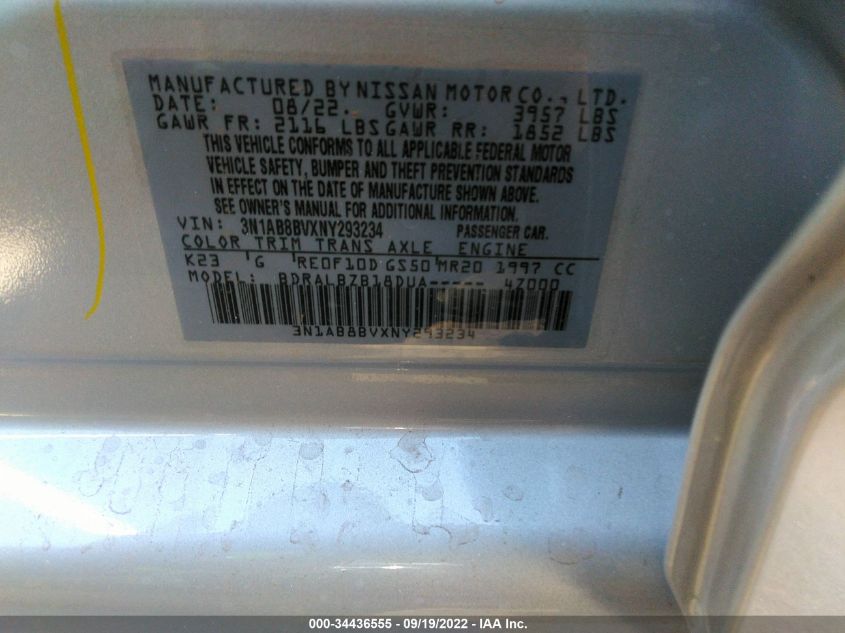 MANUFACTURED BY NISSAN MOTOR CO., LTD.
DATE: 08/22. GVWR: 3957 LBS
GAWR FR: 2116 LBS GAWR RR: 1852 LBS
THIS VEHICLE CONFORMS TO ALL APPLICABLE FEDERAL MOTOR
VEHICLE SAFETY, BUMPER AND THEFT PREVENTION STANDARDS
IN EFFECT ON THE DATE OF MANUFACTURE SHOWN ABOVE.
SEE OWNER'S MANUAL FOR ADDITIONAL INFORMATION.
VIN: 3N1AB8BVXNY293234 PASSENGER CAR.
COLOR TRIM TRANS AXLE ENGINE
K23 G RE0F10D GS50 MR20 1997 CC
MODEL: BDRALBZB18DUA----- 47000
3N1AB8BVXNY293234
000-34436555 - 09/19/2022 - IAA Inc.